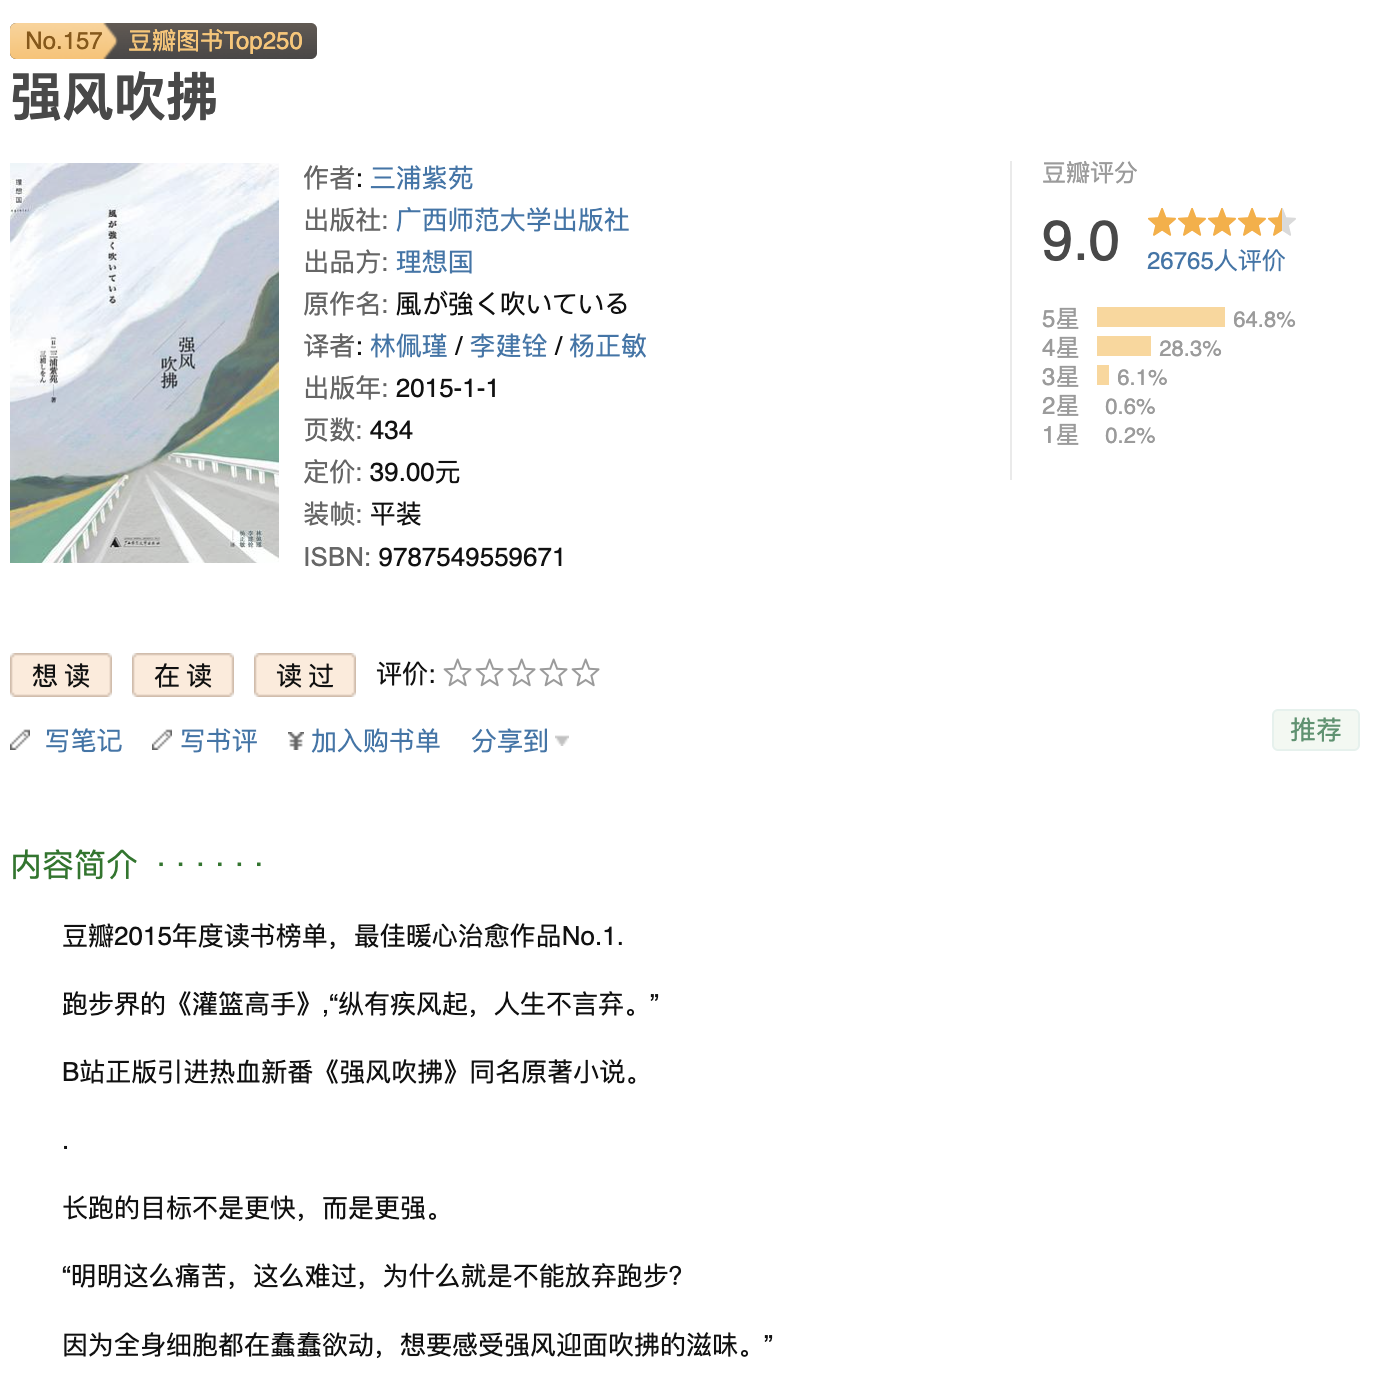 No.157 豆瓣图书Top250
强风吹拂
理想国
風が強く吹いている
强风
吹拂
[日]三浦紫苑 著
三浦しをん
林佩瑾
李建铨
杨正敏
译
作者: 三浦紫苑
出版社: 广西师范大学出版社
出品方: 理想国
原作名: 風が強く吹いている
译者: 林佩瑾 / 李建铨 / 杨正敏
出版年: 2015-1-1
页数: 434
定价: 39.00元
装帧: 平装
ISBN: 9787549559671
豆瓣评分
9.0
26765人评价
5星 64.8%
4星 28.3%
3星 6.1%
2星 0.6%
1星 0.2%
想读 在读 读过 评价:
写笔记 写书评 ¥加入购书单 分享到
推荐
内容简介 · · · · · ·
豆瓣2015年度读书榜单，最佳暖心治愈作品No.1.
跑步界的《灌篮高手》,“纵有疾风起，人生不言弃。”
B站正版引进热血新番《强风吹拂》同名原著小说。
.
长跑的目标不是更快，而是更强。
“明明这么痛苦，这么难过，为什么就是不能放弃跑步？
因为全身细胞都在蠢蠢欲动，想要感受强风迎面吹拂的滋味。”